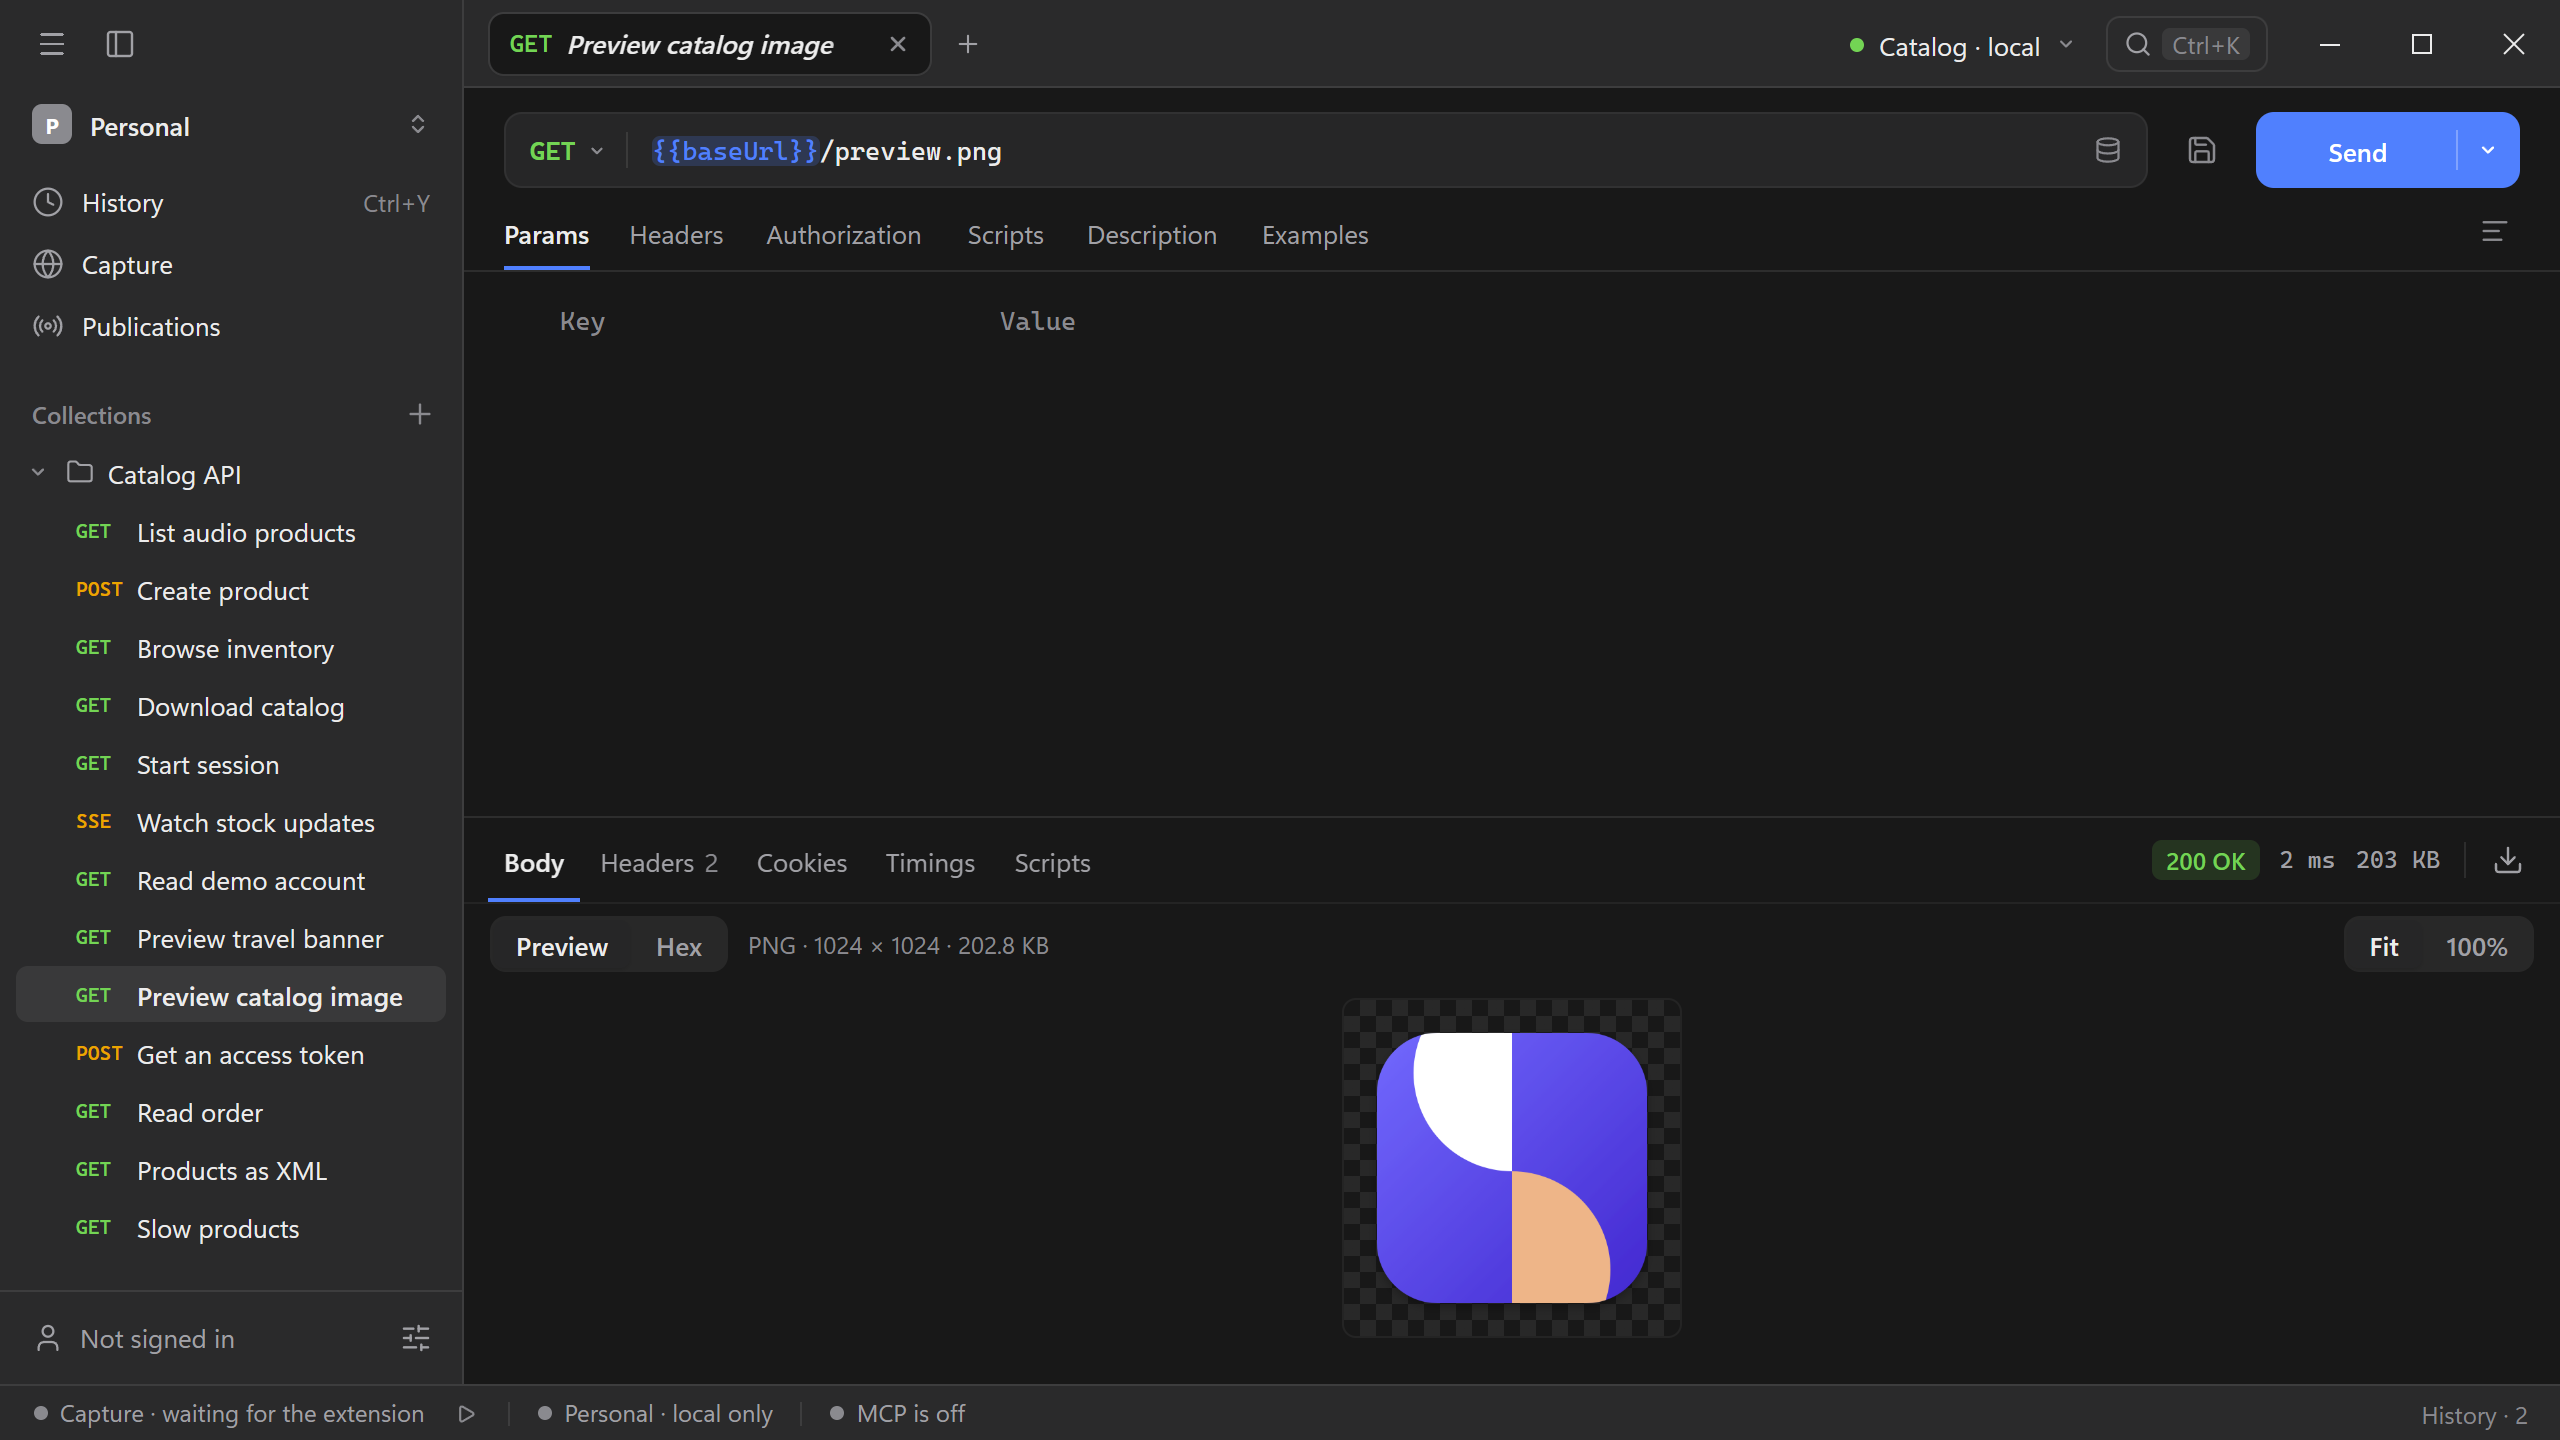 GET Preview catalog image
Catalog · local
Ctrl+K
P Personal
History Ctrl+Y
Capture
Publications
Collections
Catalog API
GET List audio products
POST Create product
GET Browse inventory
GET Download catalog
GET Start session
SSE Watch stock updates
GET Read demo account
GET Preview travel banner
GET Preview catalog image
POST Get an access token
GET Read order
GET Products as XML
GET Slow products
Not signed in
GET {{baseUrl}}/preview.png
Send
Params Headers Authorization Scripts Description Examples
Key Value
Body Headers 2 Cookies Timings Scripts
200 OK 2 ms 203 KB
Preview Hex PNG · 1024 × 1024 · 202.8 KB
Fit 100%
Capture · waiting for the extension
Personal · local only
MCP is off
History · 2